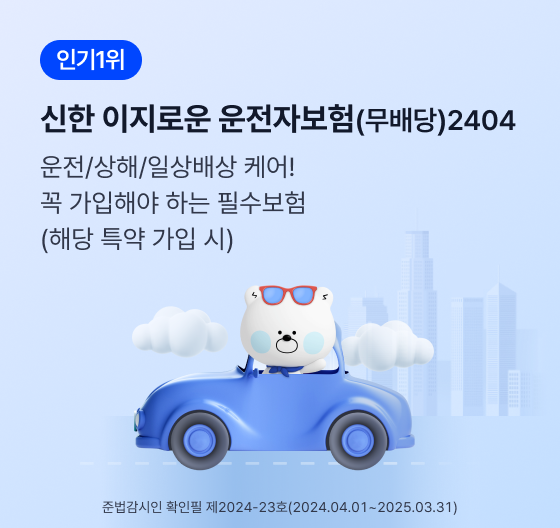 인기1위
신한 이지로운 운전자보험(무배당)2404
운전/상해/일상배상 케어!
꼭 가입해야 하는 필수보험
(해당 특약 가입 시)
준법감시인 확인필 제2024-23호(2024.04.01~2025.03.31)